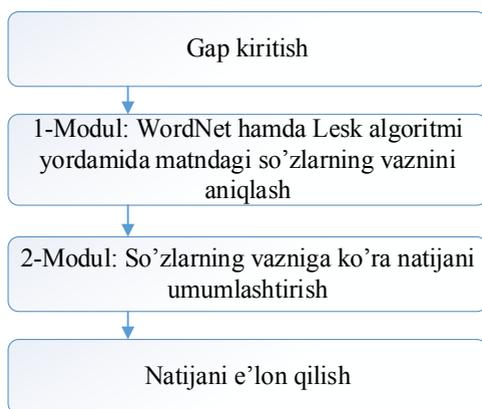 Gap kiritish
1-Modul: WordNet hamda Lesk algoritmi
yordamida matndagi so’zlarning vaznini
aniqlash
2-Modul: So’zlarning vazniga ko’ra natijani
umumlashtirish
Natijani e’lon qilish